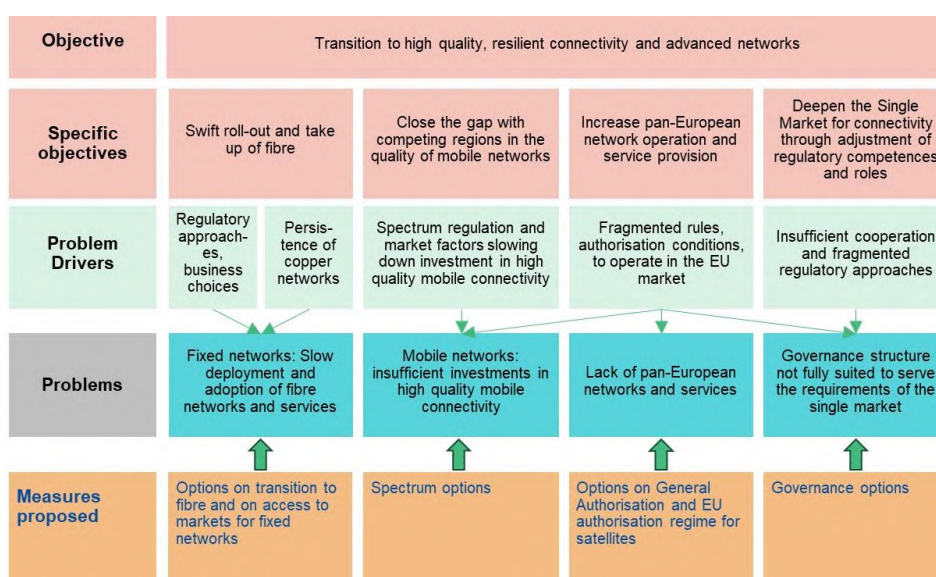 Objective
Transition to high quality, resilient connectivity and advanced networks
Specific
objectives
Swift roll-out and take
up of fibre
Close the gap with
competing regions in the
quality of mobile networks
Increase pan-European
network operation and
service provision
Deepen the Single
Market for connectivity
through adjustment of
regulatory competences
and roles
Problem
Drivers
Regulatory
approach-
es,
business
choices
Persis-
tence of
copper
networks
Spectrum regulation and
market factors slowing
down investment in high
quality mobile connectivity
Fragmented rules,
authorisation conditions,
to operate in the EU
market
Insufficient cooperation
and fragmented
regulatory approaches
Problems
Fixed networks: Slow
deployment and
adoption of fibre
networks and services
Mobile networks:
insufficient investments in
high quality mobile
connectivity
Lack of pan-European
networks and services
Governance structure
not fully suited to serve
the requirements of the
single market
Measures
proposed
Options on transition to
fibre and on access to
markets for fixed
networks
Spectrum options
Options on General
Authorisation and EU
authorisation regime for
satellites
Governance options